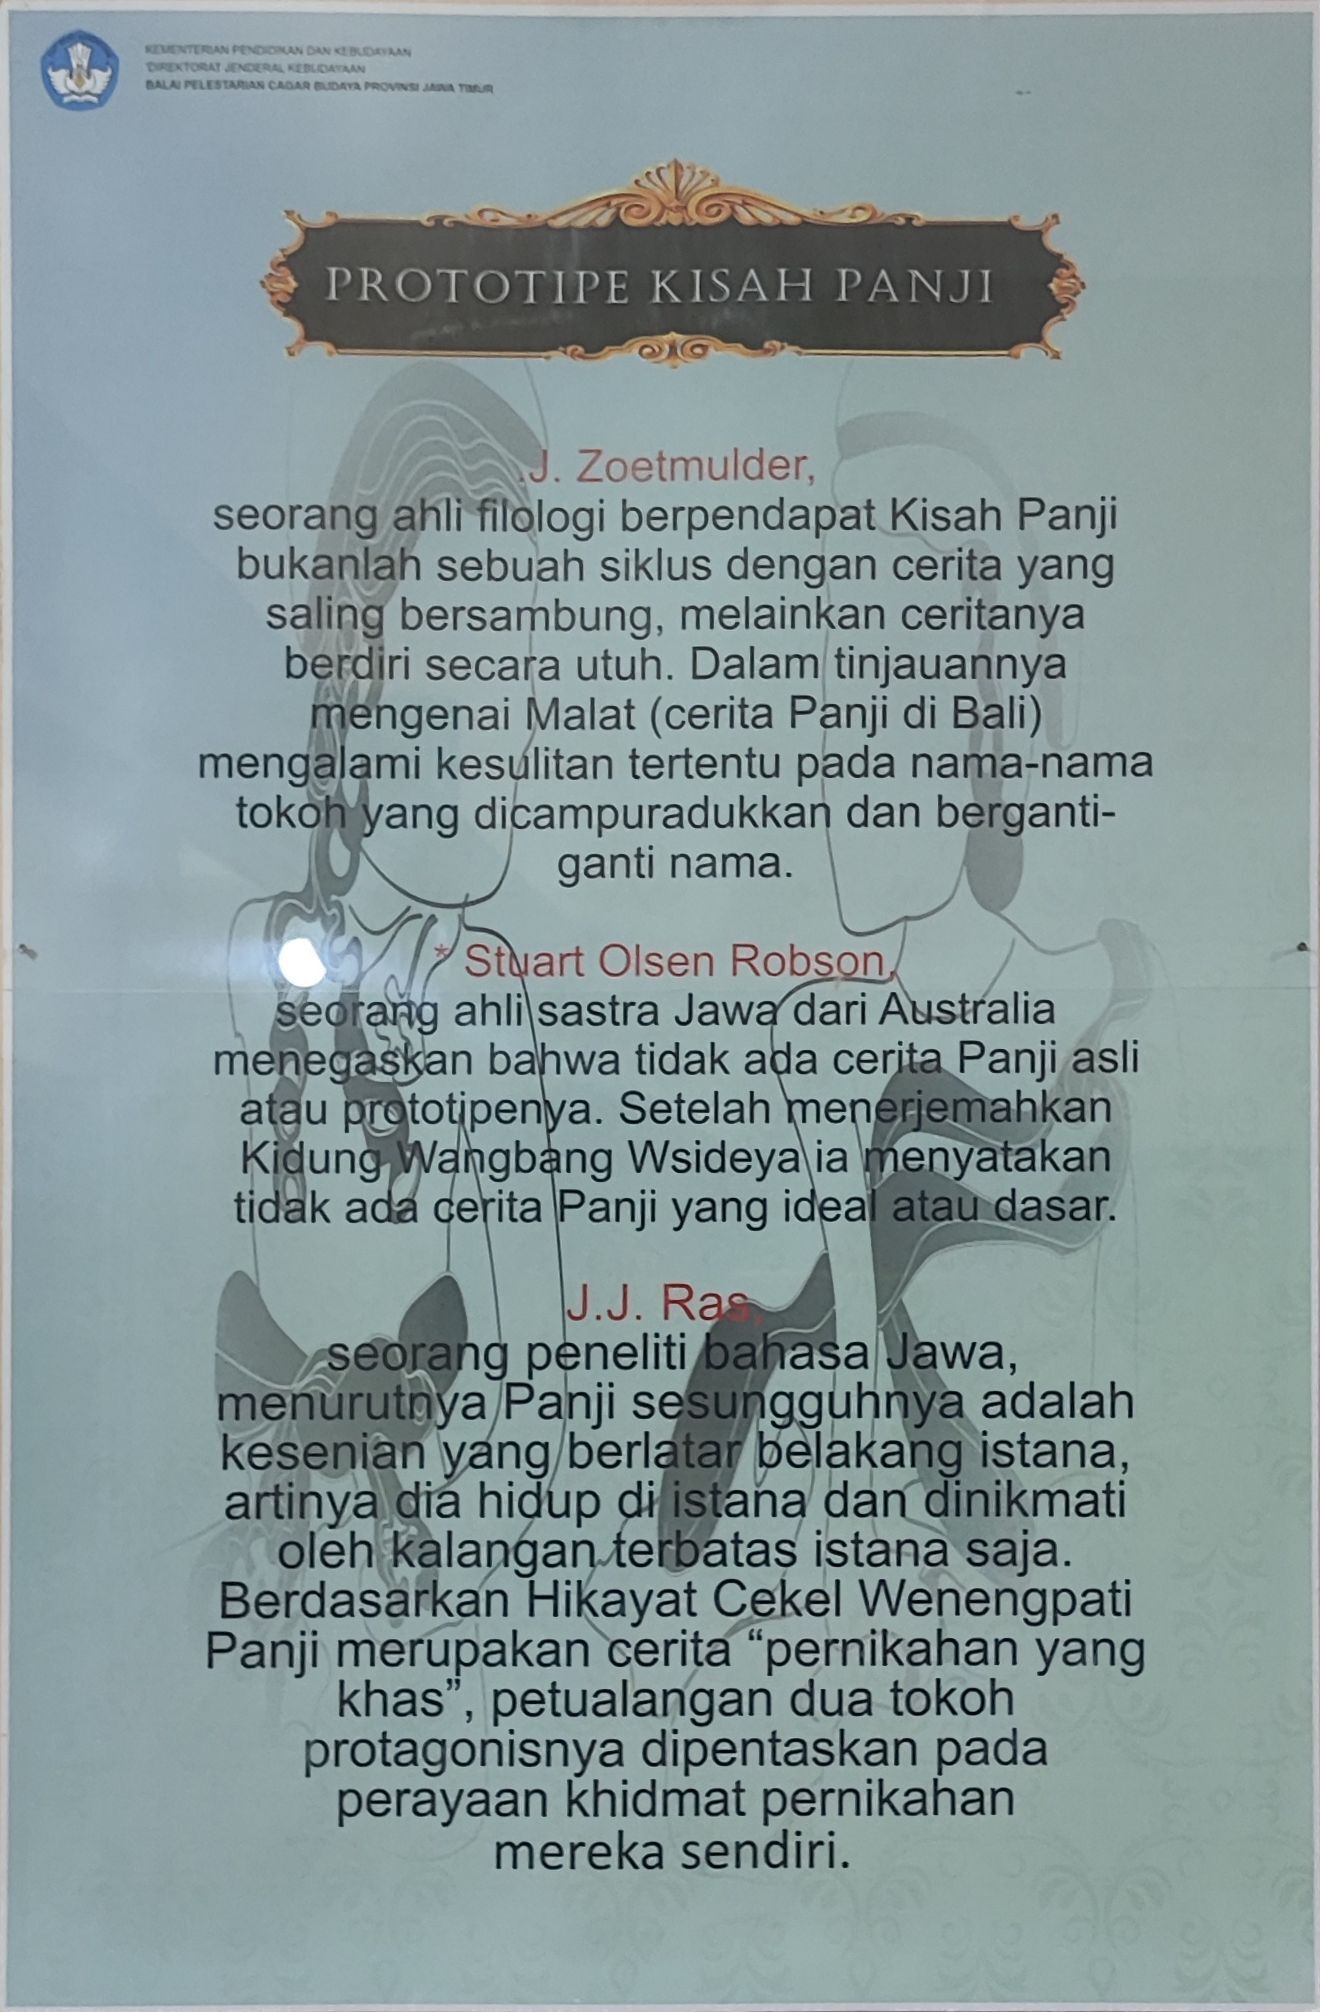 KEMENTERIAN PENDIDIKAN DAN KEBUDAYAAN
DIREKTORAT JENDERAL KEBUDAYAAN
BALAI PELESTARIAN CAGAR BUDAYA PROVINSI JAWA TIMUR
PROTOTIPE KISAH PANJI
.J. Zoetmulder,
seorang ahli filologi berpendapat Kisah Panji
bukanlah sebuah siklus dengan cerita yang
saling bersambung, melainkan ceritanya
berdiri secara utuh. Dalam tinjauannya
mengenai Malat (cerita Panji di Bali)
mengalami kesulitan tertentu pada nama-nama
tokoh yang dicampuradukkan dan berganti-
ganti nama.
* Stuart Olsen Robson,
seorang ahli sastra Jawa dari Australia
menegaskan bahwa tidak ada cerita Panji asli
atau prototipenya. Setelah menerjemahkan
Kidung Wangbang Wsideya ia menyatakan
tidak ada cerita Panji yang ideal atau dasar.
J.J. Ras,
seorang peneliti bahasa Jawa,
menurutnya Panji sesungguhnya adalah
kesenian yang berlatar belakang istana,
artinya dia hidup di istana dan dinikmati
oleh kalangan terbatas istana saja.
Berdasarkan Hikayat Cekel Wenengpati
Panji merupakan cerita “pernikahan yang
khas”, petualangan dua tokoh
protagonisnya dipentaskan pada
perayaan khidmat pernikahan
mereka sendiri.